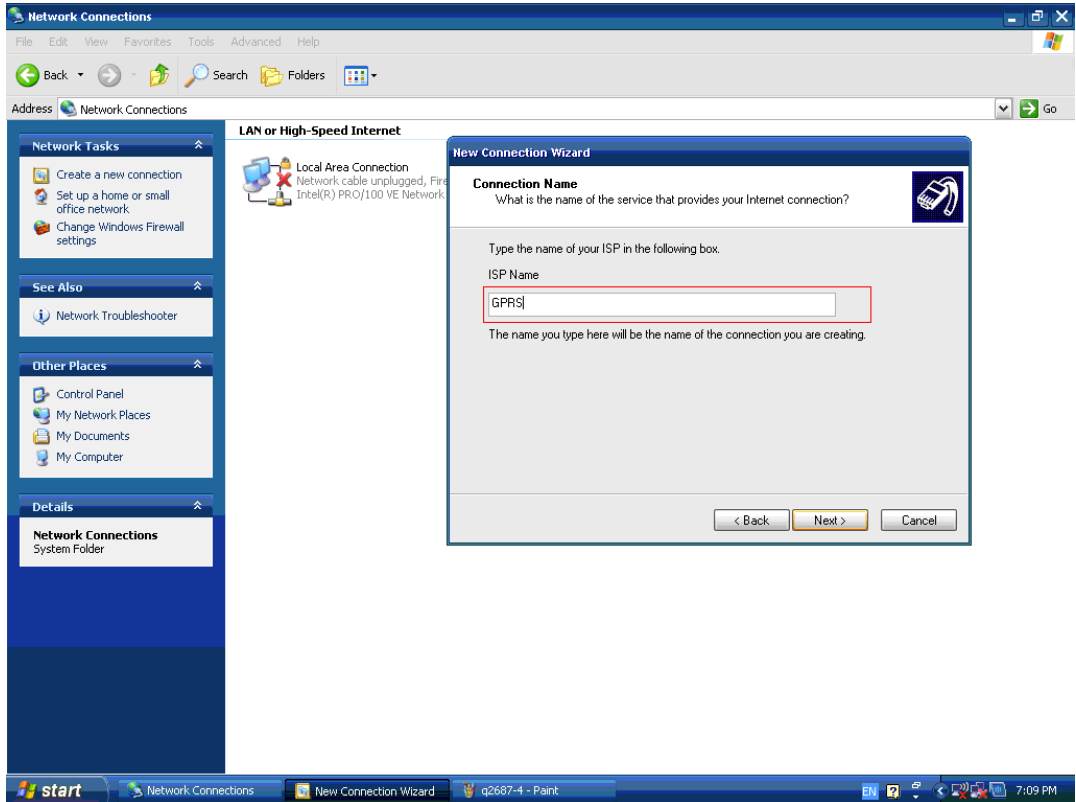 Network Connections
File Edit View Favorites Tools Advanced Help
Back Search Folders
Address Network Connections Go
Network Tasks
Create a new connection
Set up a home or small
office network
Change Windows Firewall
settings
See Also
Network Troubleshooter
Other Places
Control Panel
My Network Places
My Documents
My Computer
Details
Network Connections
System Folder
LAN or High-Speed Internet
Local Area Connection
Network cable unplugged, Fire
Intel(R) PRO/100 VE Network
New Connection Wizard
Connection Name
What is the name of the service that provides your Internet connection?
Type the name of your ISP in the following box.
ISP Name
GPRS
The name you type here will be the name of the connection you are creating.
< Back Next > Cancel
start Network Connections New Connection Wizard q2687-4 - Paint EN 7:09 PM